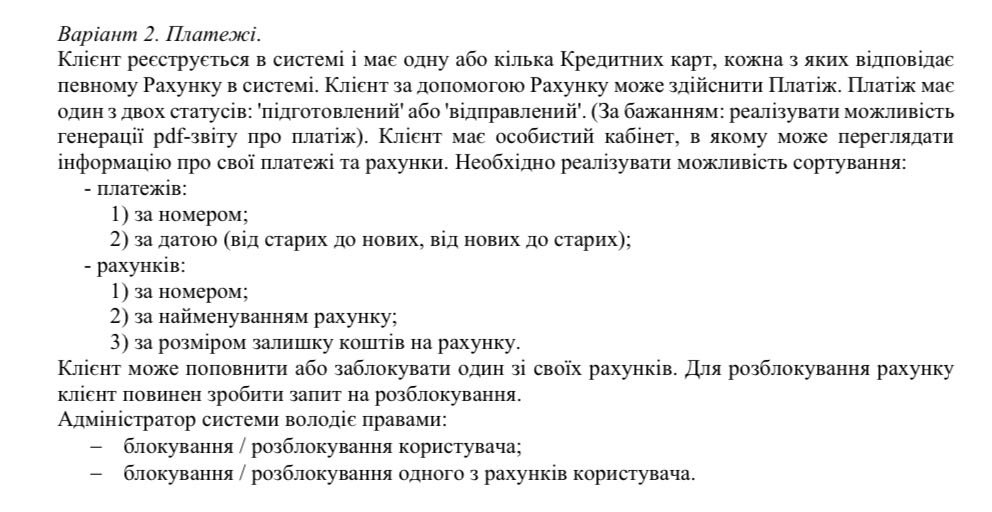 Варіант 2. Платежі.
Клієнт реєструється в системі і має одну або кілька Кредитних карт, кожна з яких відповідає
певному Рахунку в системі. Клієнт за допомогою Рахунку може здійснити Платіж. Платіж має
один з двох статусів: 'підготовлений' або 'відправлений'. (За бажанням: реалізувати можливість
генерації pdf-звіту про платіж). Клієнт має особистий кабінет, в якому може переглядати
інформацію про свої платежі та рахунки. Необхідно реалізувати можливість сортування:
- платежів:
1) за номером;
2) за датою (від старих до нових, від нових до старих);
- рахунків:
1) за номером;
2) за найменуванням рахунку;
3) за розміром залишку коштів на рахунку.
Клієнт може поповнити або заблокувати один зі своїх рахунків. Для розблокування рахунку
клієнт повинен зробити запит на розблокування.
Адміністратор системи володіє правами:
– блокування / розблокування користувача;
– блокування / розблокування одного з рахунків користувача.